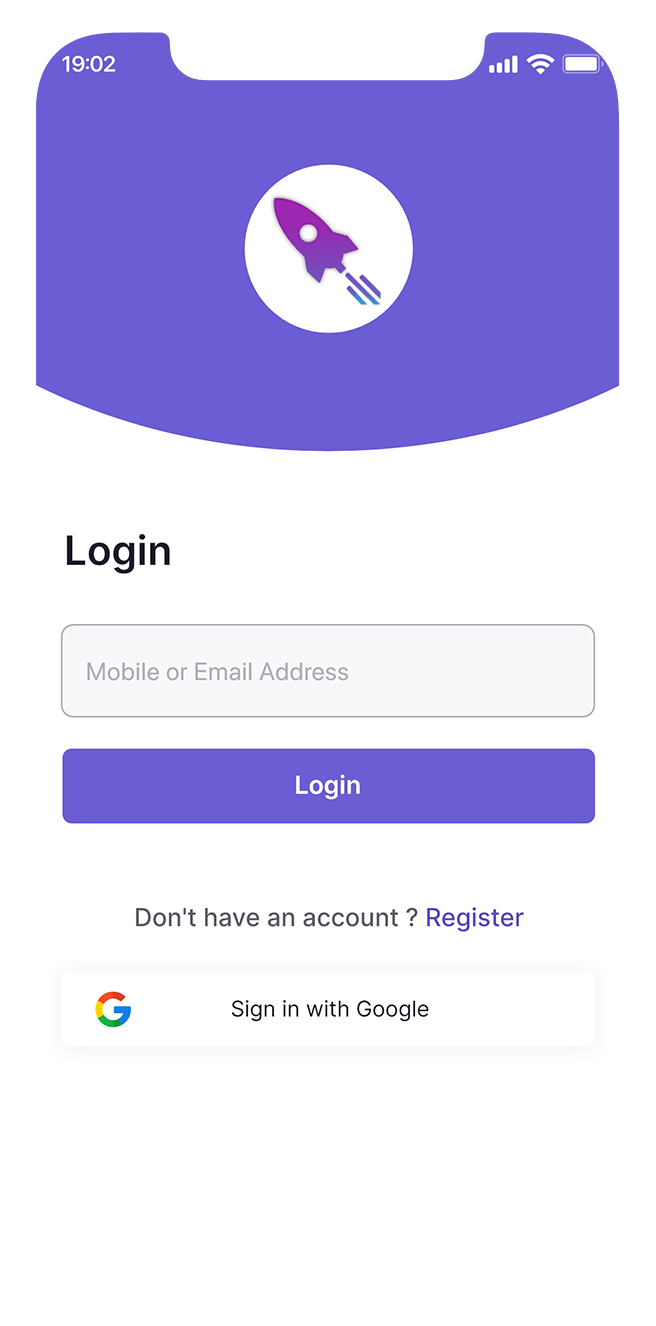 19:02
Login
Mobile or Email Address
Login
Don't have an account ? Register
Sign in with Google